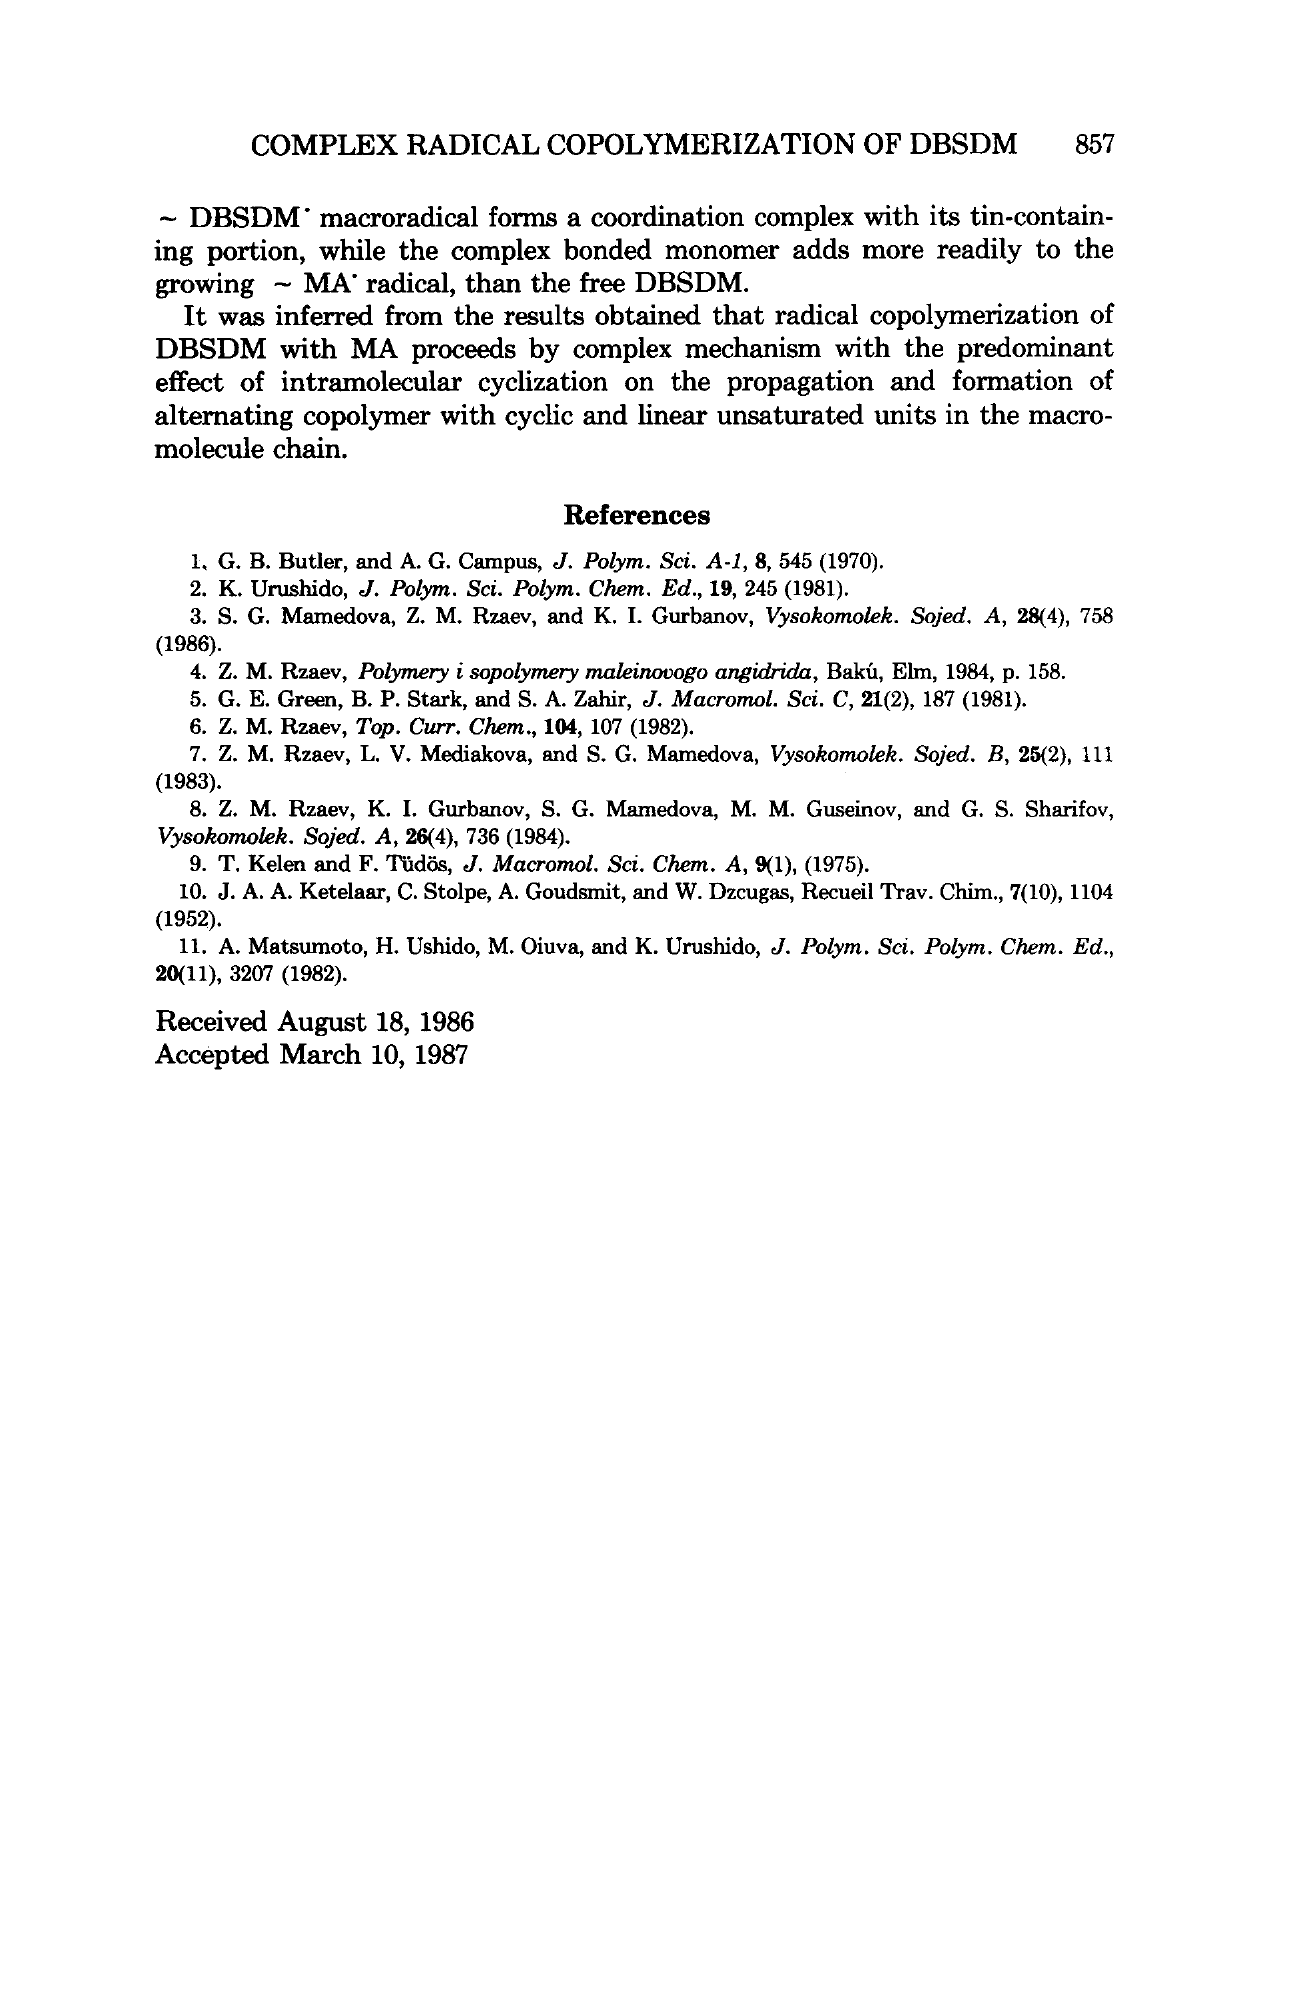 COMPLEX RADICAL COPOLYMERIZATION OF DBSDM 857
~ DBSDM˙ macroradical forms a coordination complex with its tin-contain-
ing portion, while the complex bonded monomer adds more readily to the
growing ~ MA˙ radical, than the free DBSDM.
It was inferred from the results obtained that radical copolymerization of
DBSDM with MA proceeds by complex mechanism with the predominant
effect of intramolecular cyclization on the propagation and formation of
alternating copolymer with cyclic and linear unsaturated units in the macro-
molecule chain.
References
1. G. B. Butler, and A. G. Campus, J. Polym. Sci. A-1, 8, 545 (1970).
2. K. Urushido, J. Polym. Sci. Polym. Chem. Ed., 19, 245 (1981).
3. S. G. Mamedova, Z. M. Rzaev, and K. I. Gurbanov, Vysokomolek. Sojed. A, 28(4), 758
(1986).
4. Z. M. Rzaev, Polymery i sopolymery maleinovogo angidrida, Bakú, Elm, 1984, p. 158.
5. G. E. Green, B. P. Stark, and S. A. Zahir, J. Macromol. Sci. C, 21(2), 187 (1981).
6. Z. M. Rzaev, Top. Curr. Chem., 104, 107 (1982).
7. Z. M. Rzaev, L. V. Mediakova, and S. G. Mamedova, Vysokomolek. Sojed. B, 25(2), 111
(1983).
8. Z. M. Rzaev, K. I. Gurbanov, S. G. Mamedova, M. M. Guseinov, and G. S. Sharifov,
Vysokomolek. Sojed. A, 26(4), 736 (1984).
9. T. Kelen and F. Tüdös, J. Macromol. Sci. Chem. A, 9(1), (1975).
10. J. A. A. Ketelaar, C. Stolpe, A. Goudsmit, and W. Dzcugas, Recueil Trav. Chim., 7(10), 1104
(1952).
11. A. Matsumoto, H. Ushido, M. Oiuva, and K. Urushido, J. Polym. Sci. Polym. Chem. Ed.,
20(11), 3207 (1982).
Received August 18, 1986
Accepted March 10, 1987